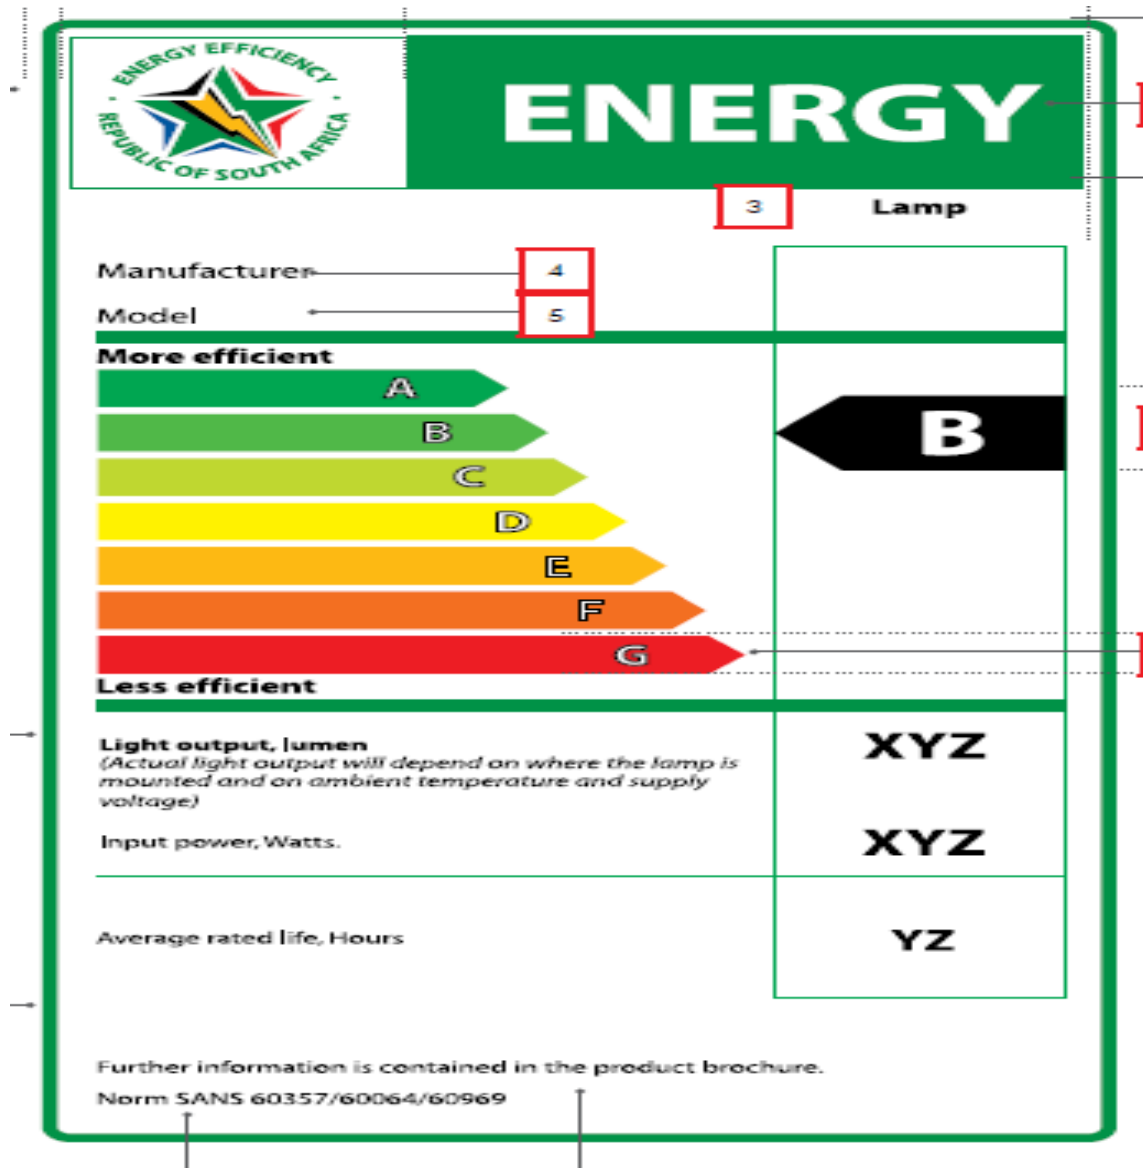 ENERGY EFFICIENCY
REPUBLIC OF SOUTH AFRICA
ENERGY
3 Lamp
Manufacturer 4
Model 5
More efficient
A
B
B
C
D
E
F
G
Less efficient
Light output, lumen XYZ
(Actual light output will depend on where the lamp is
mounted and on ambient temperature and supply
voltage)
Input power, Watts. XYZ
Average rated life, Hours YZ
Further information is contained in the product brochure.
Norm SANS 60357/60064/60969